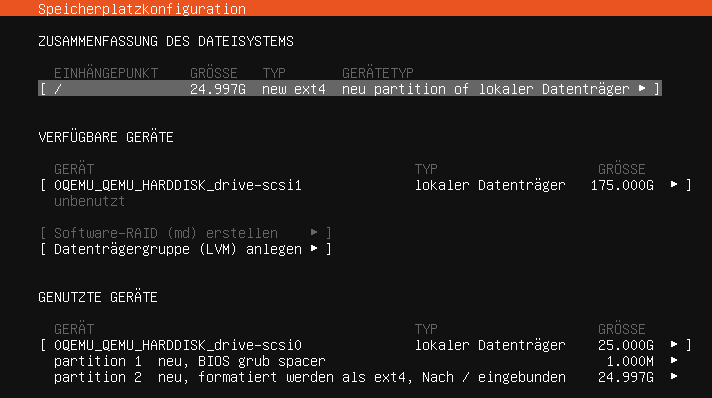 Speicherplatzkonfiguration
ZUSAMMENFASSUNG DES DATEISYSTEMS
EINHÄNGEPUNKT GRÖSSE TYP GERÄTETYP
[ / 24.997G new ext4 neu partition of lokaler Datenträger ▸ ]
VERFÜGBARE GERÄTE
GERÄT TYP GRÖSSE
[ 0QEMU_QEMU_HARDDISK_drive-scsi1 lokaler Datenträger 175.000G ▸ ]
unbenutzt
[ Software-RAID (md) erstellen ▸ ]
[ Datenträgergruppe (LVM) anlegen ▸ ]
GENUTZTE GERÄTE
GERÄT TYP GRÖSSE
[ 0QEMU_QEMU_HARDDISK_drive-scsi0 lokaler Datenträger 25.000G ▸ ]
partition 1 neu, BIOS grub spacer 1.000M ▸
partition 2 neu, formatiert werden als ext4, Nach / eingebunden 24.997G ▸